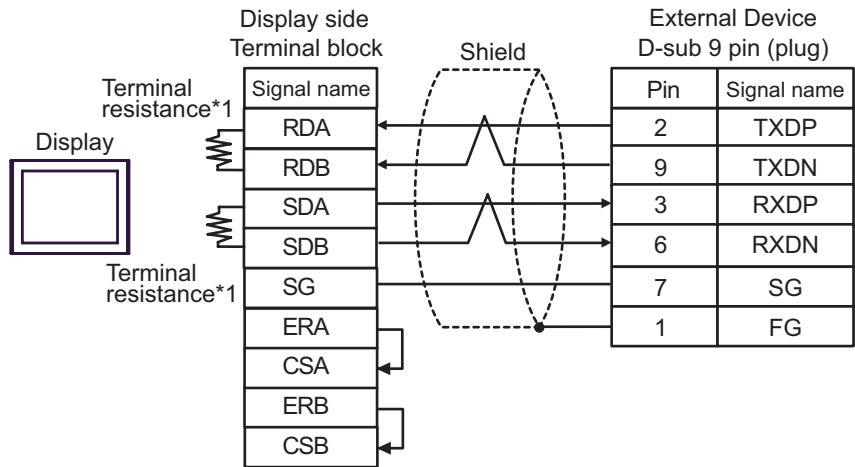 Display side
Terminal block
External Device
D-sub 9 pin (plug)
Shield
Terminal
resistance*1
Display
Signal name
Pin Signal name
RDA
2 TXDP
RDB
9 TXDN
SDA
3 RXDP
SDB
6 RXDN
Terminal
resistance*1
SG
7 SG
ERA
1 FG
CSA
ERB
CSB